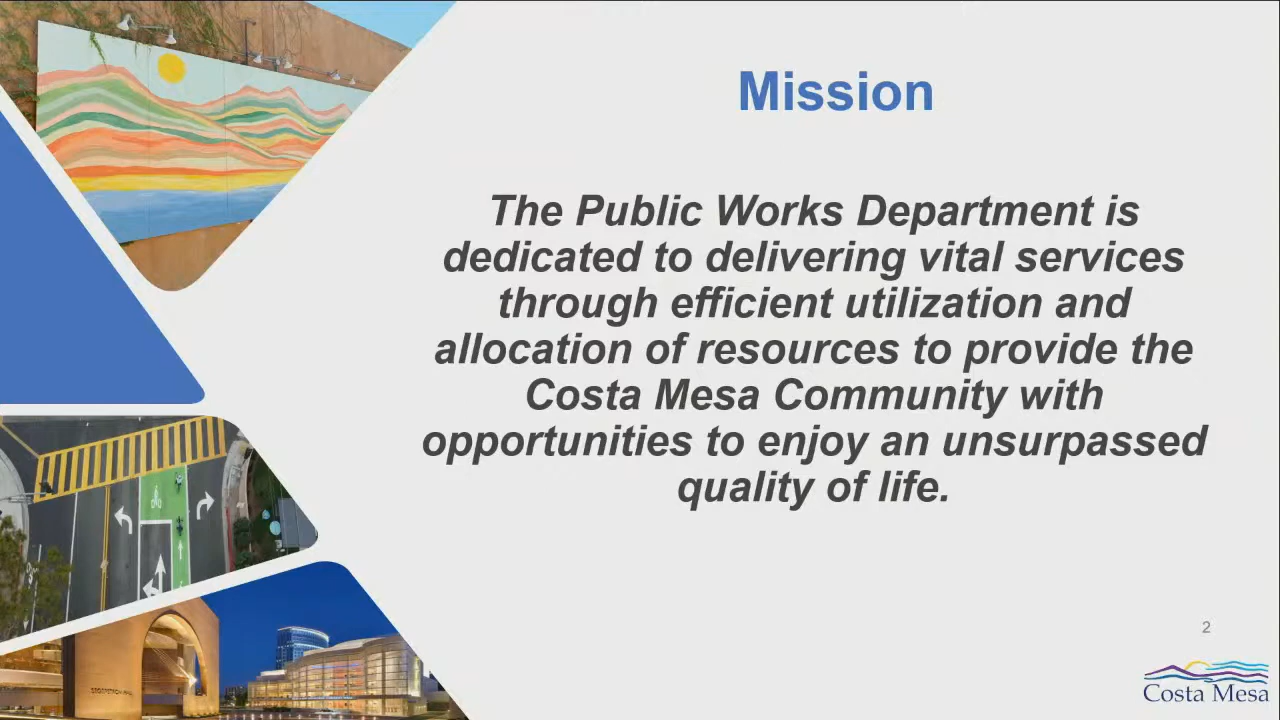 Mission
The Public Works Department is
dedicated to delivering vital services
through efficient utilization and
allocation of resources to provide the
Costa Mesa Community with
opportunities to enjoy an unsurpassed
quality of life.
2
Costa Mesa